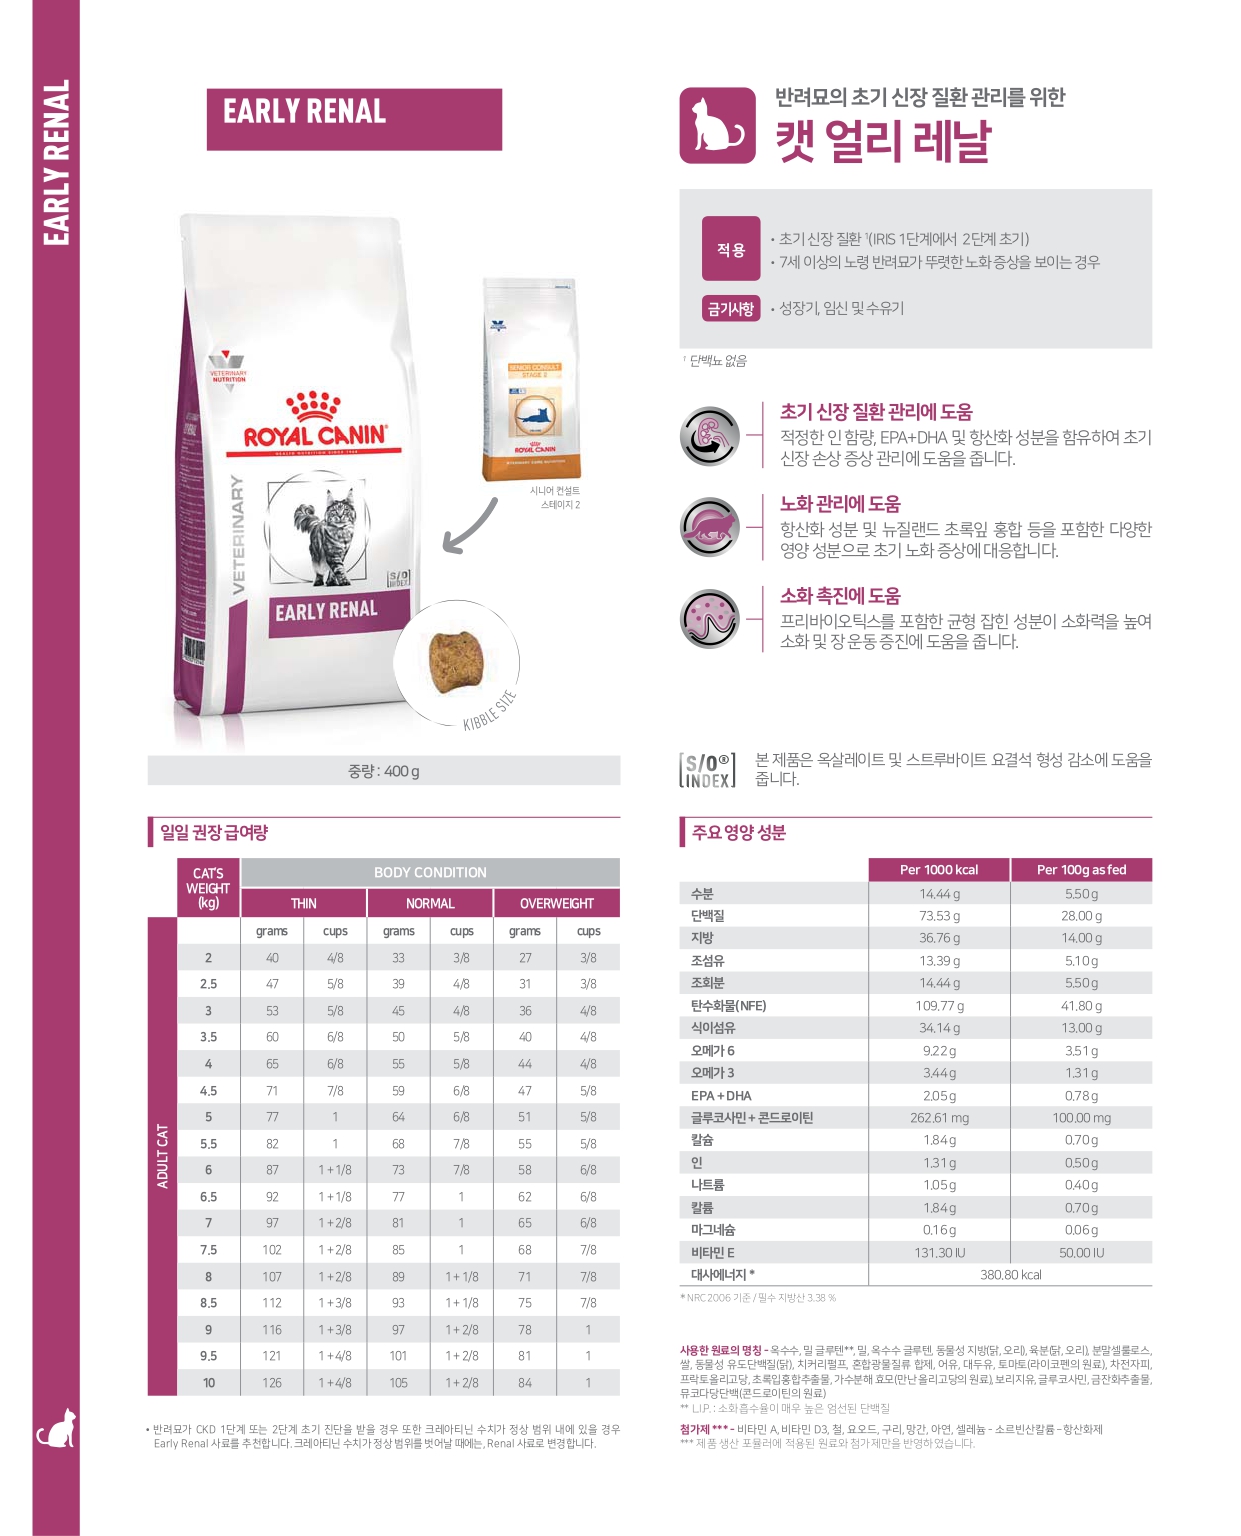 EARLY RENAL
EARLY RENAL
반려묘의 초기 신장 질환 관리를 위한
캣 얼리 레날
적용
• 초기 신장 질환 ¹(IRIS 1단계에서 2단계 초기)
• 7세 이상의 노령 반려묘가 뚜렷한 노화 증상을 보이는 경우
금기사항
• 성장기, 임신 및 수유기
¹ 단백뇨 없음
VETERINARY
NUTRITION
ROYAL CANIN
HEALTH NUTRITION SINCE 1968
VETERINARY
S/O
INDEX
EARLY RENAL
SENIOR CONSULT
STAGE 2
ROYAL CANIN
시니어 컨설트
스테이지 2
KIBBLE SIZE
초기 신장 질환 관리에 도움
적정한 인 함량, EPA+DHA 및 항산화 성분을 함유하여 초기
신장 손상 증상 관리에 도움을 줍니다.
노화 관리에 도움
항산화 성분 및 뉴질랜드 초록잎 홍합 등을 포함한 다양한
영양 성분으로 초기 노화 증상에 대응합니다.
소화 촉진에 도움
프리바이오틱스를 포함한 균형 잡힌 성분이 소화력을 높여
소화 및 장 운동 증진에 도움을 줍니다.
중량 : 400 g
S/O®
INDEX
본 제품은 옥살레이트 및 스트루바이트 요결석 형성 감소에 도움을
줍니다.
일일 권장 급여량
CAT'S
WEIGHT
(kg)
BODY CONDITION
THIN NORMAL OVERWEIGHT
grams cups grams cups grams cups
ADULT CAT
2 40 4/8 33 3/8 27 3/8
2.5 47 5/8 39 4/8 31 3/8
3 53 5/8 45 4/8 36 4/8
3.5 60 6/8 50 5/8 40 4/8
4 65 6/8 55 5/8 44 4/8
4.5 71 7/8 59 6/8 47 5/8
5 77 1 64 6/8 51 5/8
5.5 82 1 68 7/8 55 5/8
6 87 1+1/8 73 7/8 58 6/8
6.5 92 1+1/8 77 1 62 6/8
7 97 1+2/8 81 1 65 6/8
7.5 102 1+2/8 85 1 68 7/8
8 107 1+2/8 89 1+1/8 71 7/8
8.5 112 1+3/8 93 1+1/8 75 7/8
9 116 1+3/8 97 1+2/8 78 1
9.5 121 1+4/8 101 1+2/8 81 1
10 126 1+4/8 105 1+2/8 84 1
• 반려묘가 CKD 1단계 또는 2단계 초기 진단을 받을 경우 또한 크레아티닌 수치가 정상 범위 내에 있을 경우
Early Renal 사료를 추천합니다. 크레아티닌 수치가 정상 범위를 벗어날 때에는, Renal 사료로 변경합니다.
주요 영양 성분
Per 1000 kcal Per 100g as fed
수분 14.44 g 5.50 g
단백질 73.53 g 28.00 g
지방 36.76 g 14.00 g
조섬유 13.39 g 5.10 g
조회분 14.44 g 5.50 g
탄수화물(NFE) 109.77 g 41.80 g
식이섬유 34.14 g 13.00 g
오메가 6 9.22 g 3.51 g
오메가 3 3.44 g 1.31 g
EPA + DHA 2.05 g 0.78 g
글루코사민 + 콘드로이틴 262.61 mg 100.00 mg
칼슘 1.84 g 0.70 g
인 1.31 g 0.50 g
나트륨 1.05 g 0.40 g
칼륨 1.84 g 0.70 g
마그네슘 0.16 g 0.06 g
비타민 E 131.30 IU 50.00 IU
대사에너지 * 380.80 kcal
* NRC 2006 기준 / 필수 지방산 3.38 %
사용한 원료의 명칭 - 옥수수, 밀 글루텐**, 밀, 옥수수 글루텐, 동물성 지방(닭, 오리), 육분(닭, 오리), 분말셀룰로스,
쌀, 동물성 유도단백질(닭), 치커리펄프, 혼합광물질류 합제, 어유, 대두유, 토마토(라이코펜의 원료), 차전자피,
프락토올리고당, 초록입홍합추출물, 가수분해 효모(만난 올리고당의 원료), 보리지유, 글루코사민, 금잔화추출물,
뮤코다당단백(콘드로이틴의 원료)
** L.I.P. : 소화흡수율이 매우 높은 엄선된 단백질
첨가제 *** - 비타민 A, 비타민 D3, 철, 요오드, 구리, 망간, 아연, 셀레늄 - 소르빈산칼륨 - 항산화제
*** 제품 생산 포뮬러에 적용된 원료와 첨가제만을 반영하였습니다.